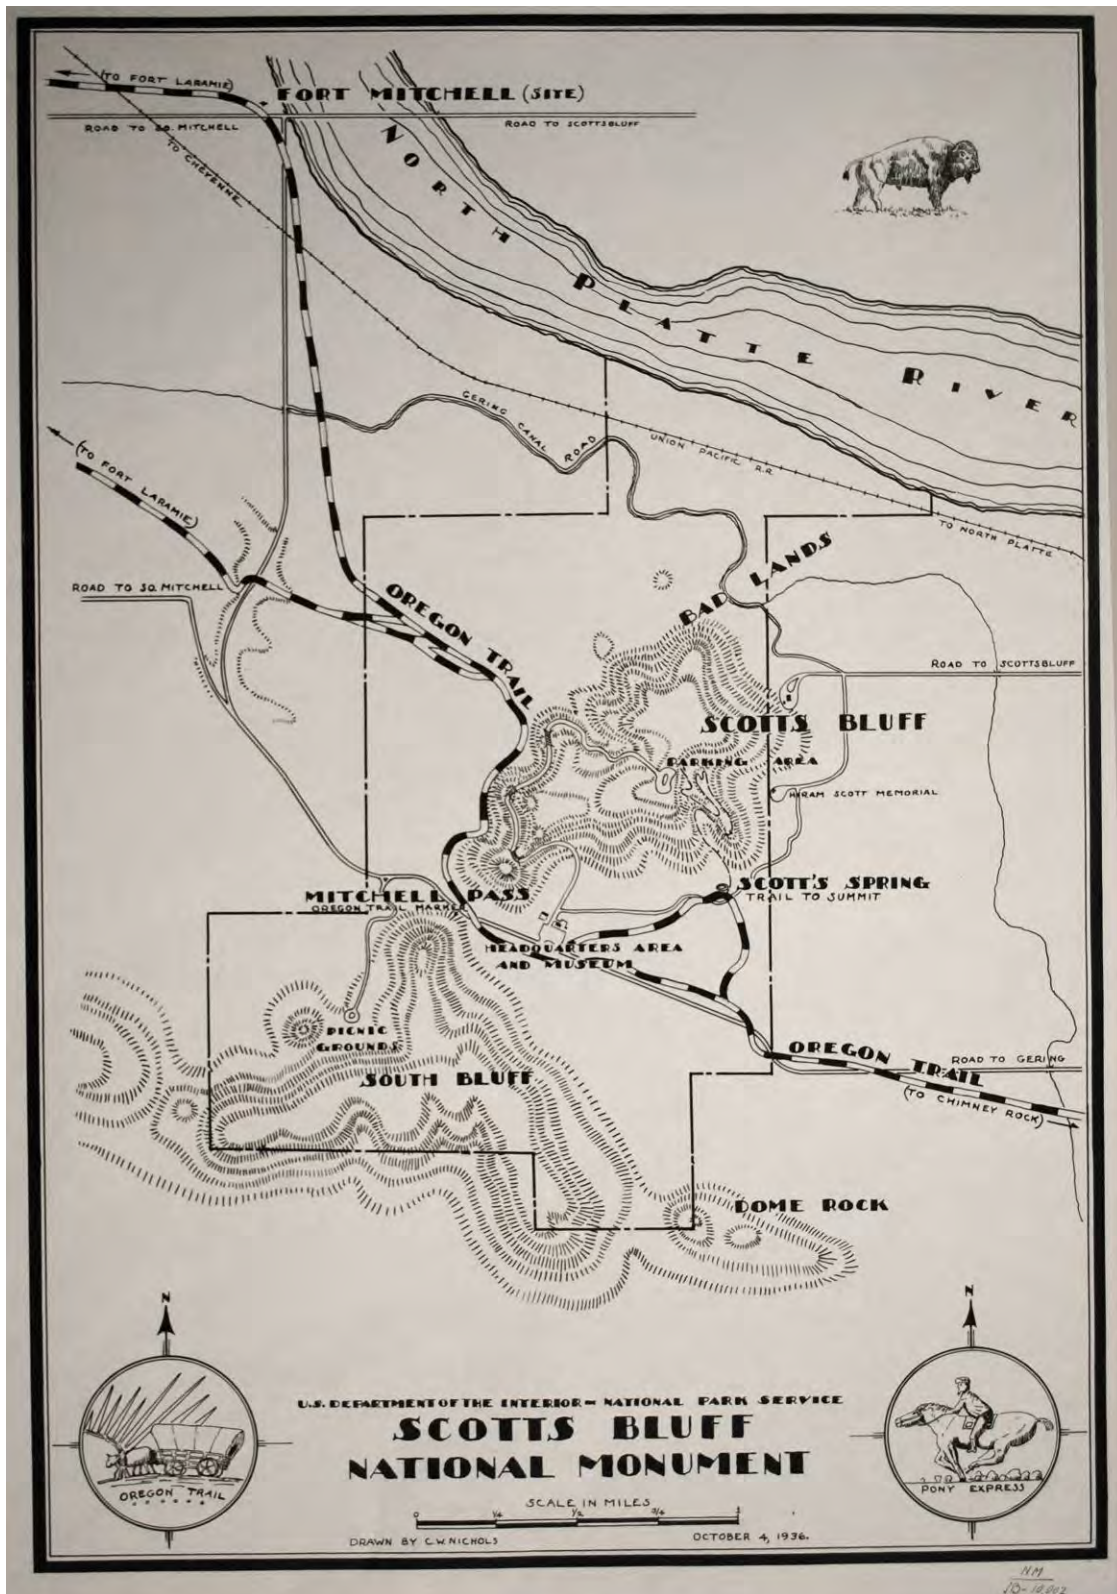 (TO FORT LARAMIE)
FORT MITCHELL (SITE)
ROAD TO SO. MITCHELL
ROAD TO SCOTTSBLUFF
TO CHEYENNE
NORTH PLATTE RIVER
GERING CANAL ROAD
UNION PACIFIC R.R.
(TO FORT LARAMIE)
TO NORTH PLATTE
BAD LANDS
ROAD TO SO. MITCHELL
OREGON TRAIL
ROAD TO SCOTTSBLUFF
SCOTTS BLUFF
PARKING AREA
HIRAM SCOTT MEMORIAL
SCOTT'S SPRING
TRAIL TO SUMMIT
MITCHELL PASS
OREGON TRAIL MARKER
HEADQUARTERS AREA
AND MUSEUM
PICNIC
GROUNDS
OREGON TRAIL
ROAD TO GERING
SOUTH BLUFF
(TO CHIMNEY ROCK)
DOME ROCK
N
N
U.S. DEPARTMENT OF THE INTERIOR - NATIONAL PARK SERVICE
SCOTTS BLUFF
NATIONAL MONUMENT
OREGON TRAIL
PONY EXPRESS
SCALE IN MILES
0 1/4 1/2 3/4 1
DRAWN BY C.W. NICHOLS
OCTOBER 4, 1936.
NM